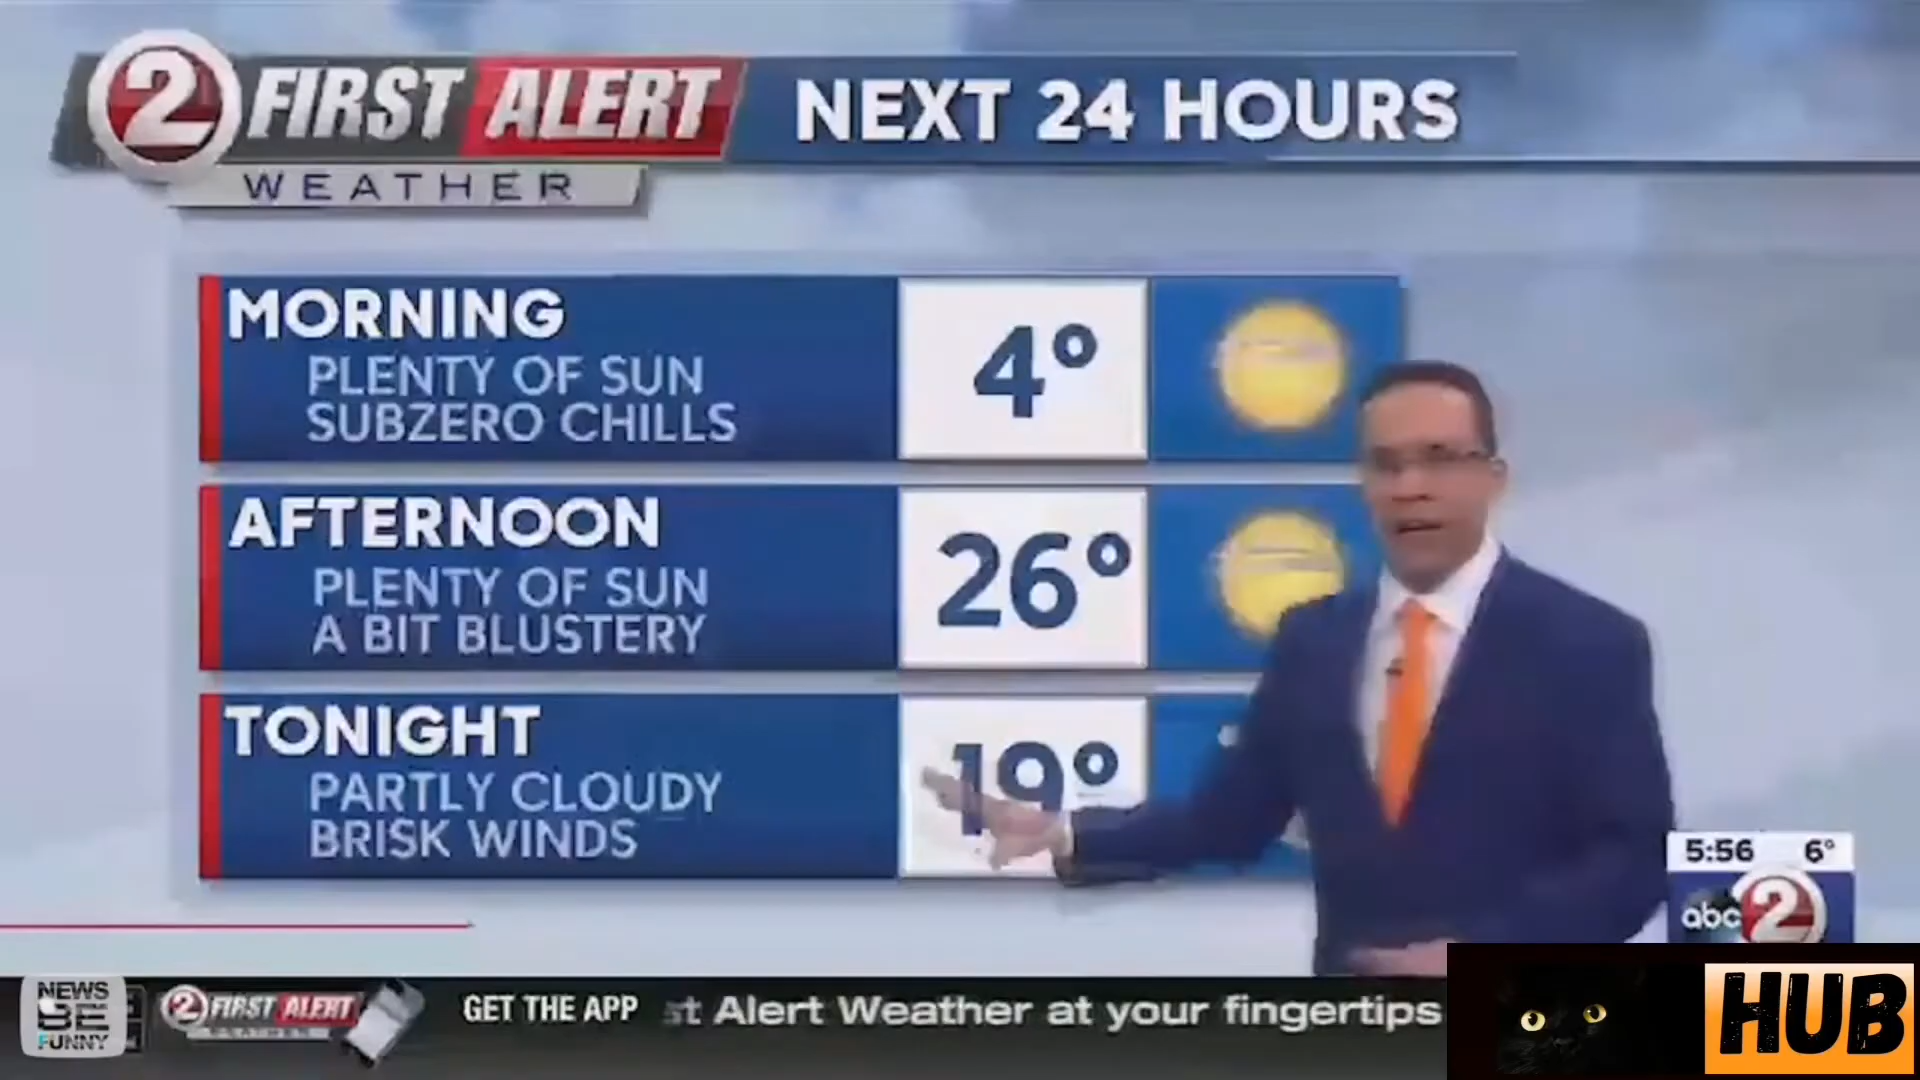 2 FIRST ALERT
WEATHER
NEXT 24 HOURS
MORNING
PLENTY OF SUN
SUBZERO CHILLS
4°
AFTERNOON
PLENTY OF SUN
A BIT BLUSTERY
26°
TONIGHT
PARTLY CLOUDY
BRISK WINDS
19°
5:56 6°
abc 2
NEWS
BE
FUNNY
2 FIRST ALERT
WEATHER
GET THE APP
st Alert Weather at your fingertips
HUB